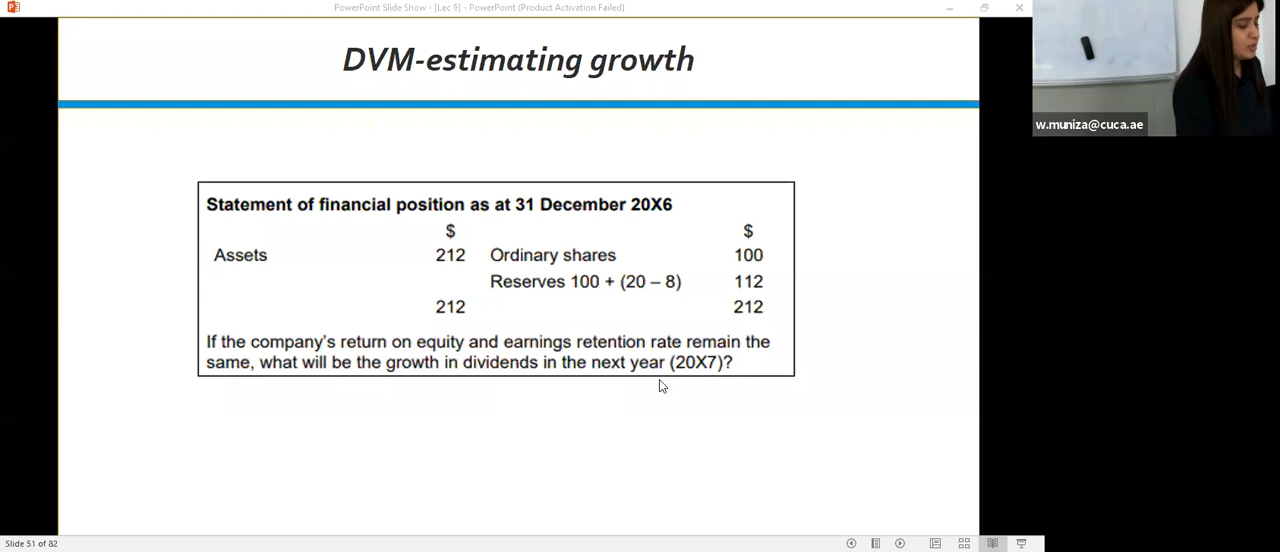 PowerPoint Slide Show - [Lec 6] - PowerPoint (Product Activation Failed)
DVM-estimating growth
w.muniza@cuca.ae
Statement of financial position as at 31 December 20X6
$ $
Assets 212 Ordinary shares 100
Reserves 100 + (20 – 8) 112
212 212
If the company's return on equity and earnings retention rate remain the
same, what will be the growth in dividends in the next year (20X7)?
Slide 51 of 82